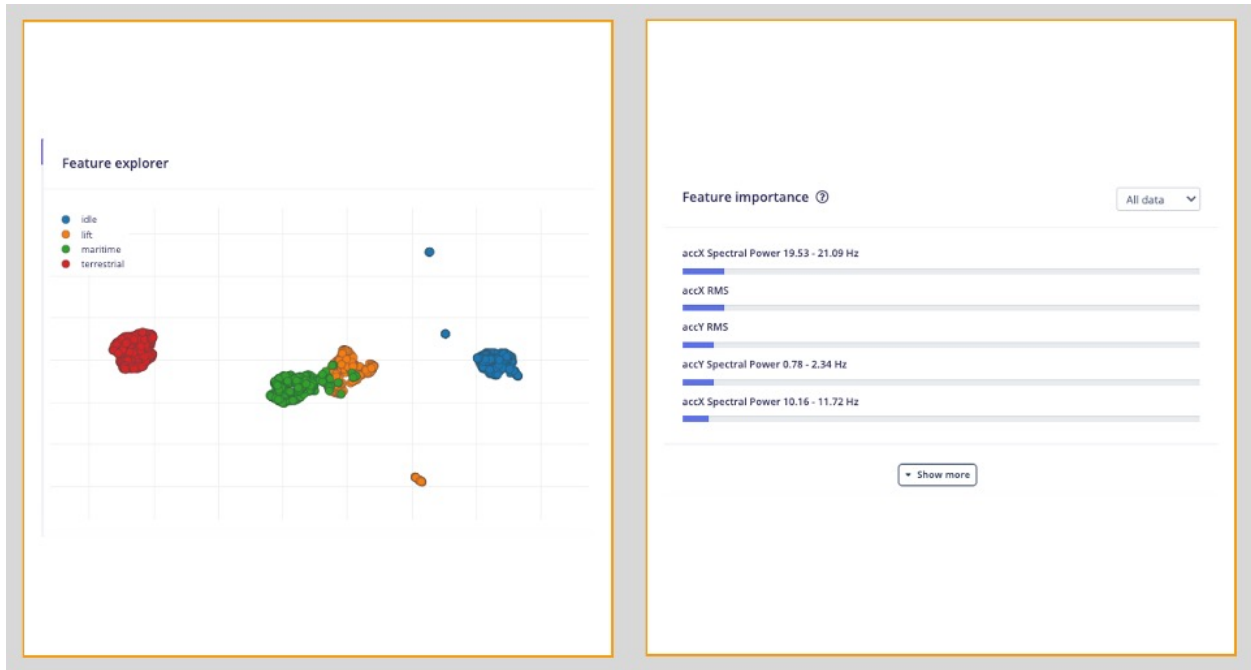 Feature explorer
idle
lift
maritime
terrestrial
Feature importance ?
All data
accX Spectral Power 19.53 - 21.09 Hz
accX RMS
accY RMS
accY Spectral Power 0.78 - 2.34 Hz
accX Spectral Power 10.16 - 11.72 Hz
Show more